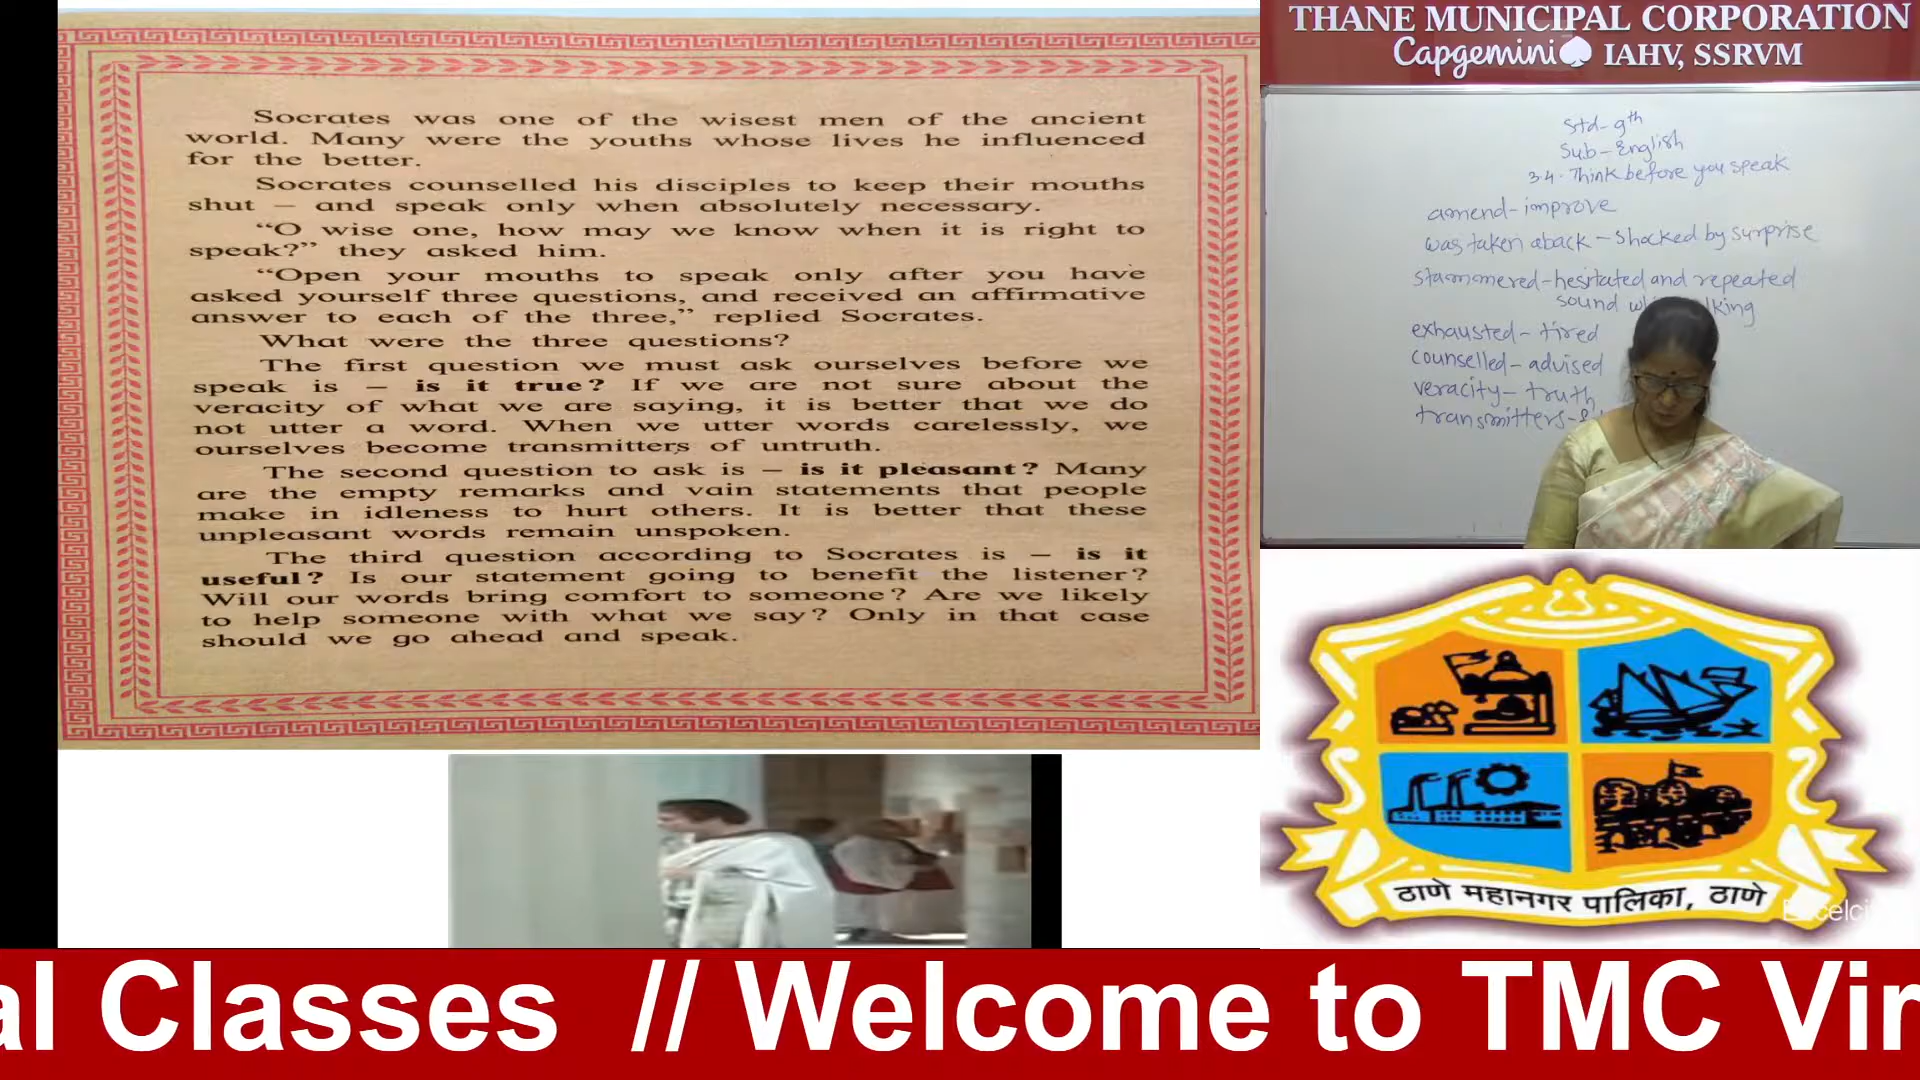 Socrates was one of the wisest men of the ancient
world. Many were the youths whose lives he influenced
for the better.
Socrates counselled his disciples to keep their mouths
shut — and speak only when absolutely necessary.
“O wise one, how may we know when it is right to
speak?” they asked him.
“Open your mouths to speak only after you have
asked yourself three questions, and received an affirmative
answer to each of the three,” replied Socrates.
What were the three questions?
The first question we must ask ourselves before we
speak is — is it true? If we are not sure about the
veracity of what we are saying, it is better that we do
not utter a word. When we utter words carelessly, we
ourselves become transmitters of untruth.
The second question to ask is — is it pleasant? Many
are the empty remarks and vain statements that people
make in idleness to hurt others. It is better that these
unpleasant words remain unspoken.
The third question according to Socrates is — is it
useful? Is our statement going to benefit the listener?
Will our words bring comfort to someone? Are we likely
to help someone with what we say? Only in that case
should we go ahead and speak.
THANE MUNICIPAL CORPORATION
Capgemini IAHV, SSRVM
Std-9th
Sub-English
3.4. Think before you speak
amend-improve
was taken aback-shocked by surprise
stammered-hesitated and repeated
sound
exhausted-tired
counselled-advised
veracity-truth
transmitters-
ठाणे महानगर पालिका, ठाणे
al Classes // Welcome to TMC Vir